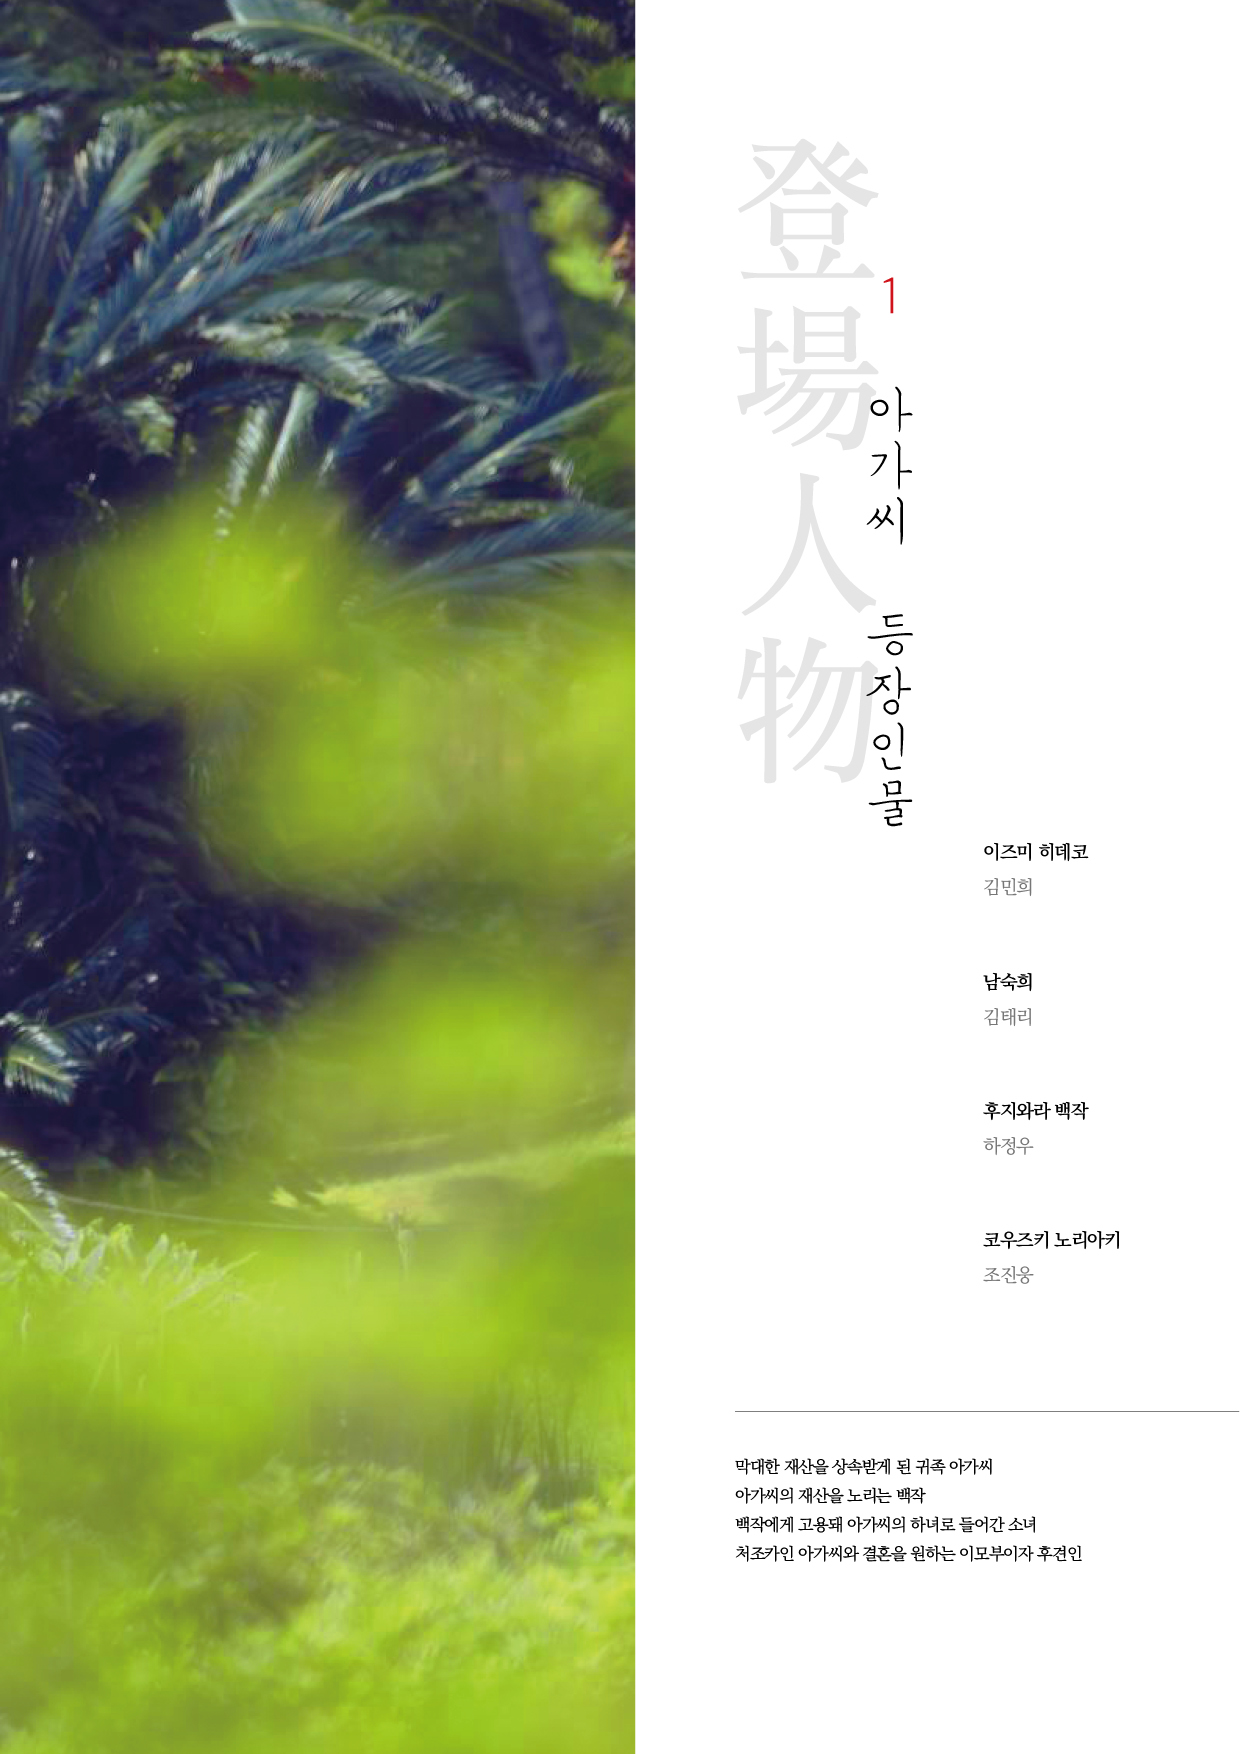 登場人物
1
아가씨 등장인물
이즈미 히데코
김민희
남숙희
김태리
후지와라 백작
하정우
코우즈키 노리아키
조진웅
막대한 재산을 상속받게 된 귀족 아가씨
아가씨의 재산을 노리는 백작
백작에게 고용돼 아가씨의 하녀로 들어간 소녀
처조카인 아가씨와 결혼을 원하는 이모부이자 후견인